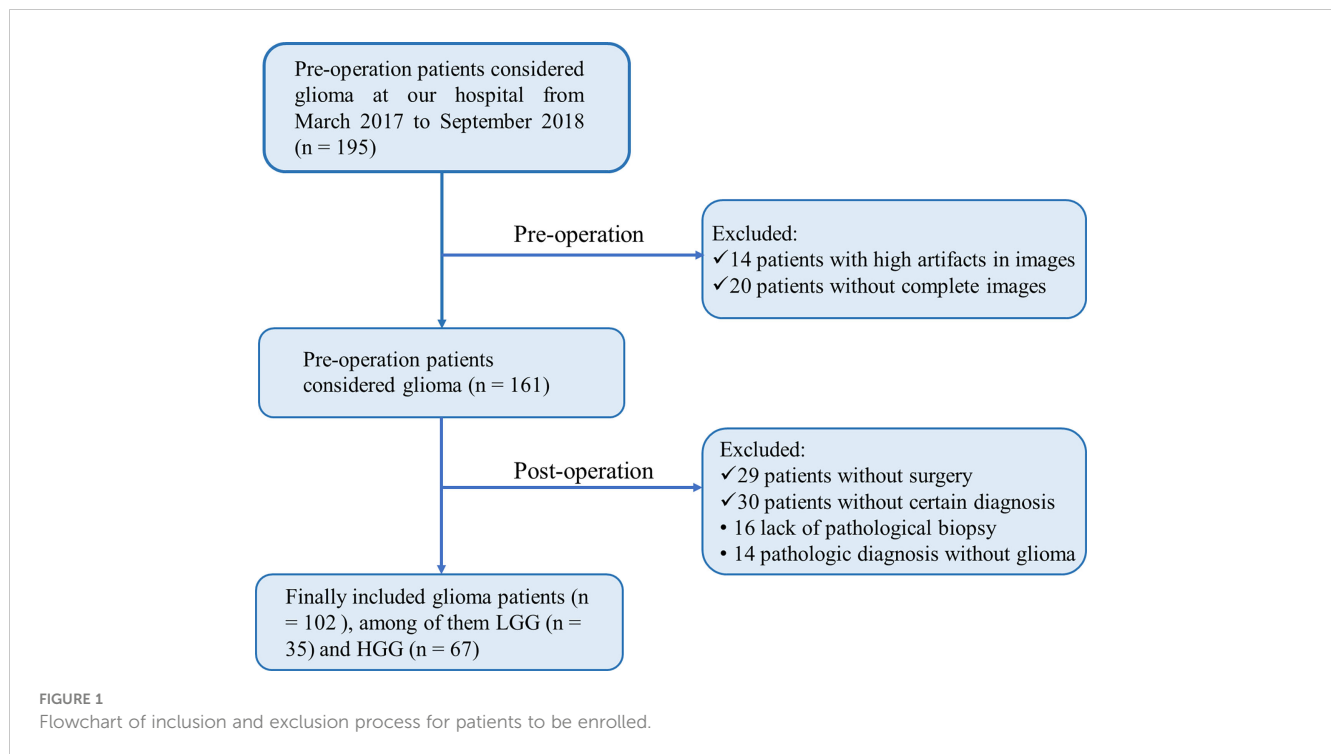 Pre-operation patients considered
glioma at our hospital from
March 2017 to September 2018
(n = 195)
Pre-operation
Excluded:
✓14 patients with high artifacts in images
✓20 patients without complete images
Pre-operation patients
considered glioma (n = 161)
Post-operation
Excluded:
✓29 patients without surgery
✓30 patients without certain diagnosis
• 16 lack of pathological biopsy
• 14 pathologic diagnosis without glioma
Finally included glioma patients (n
= 102 ), among of them LGG (n =
35) and HGG (n = 67)
FIGURE 1
Flowchart of inclusion and exclusion process for patients to be enrolled.